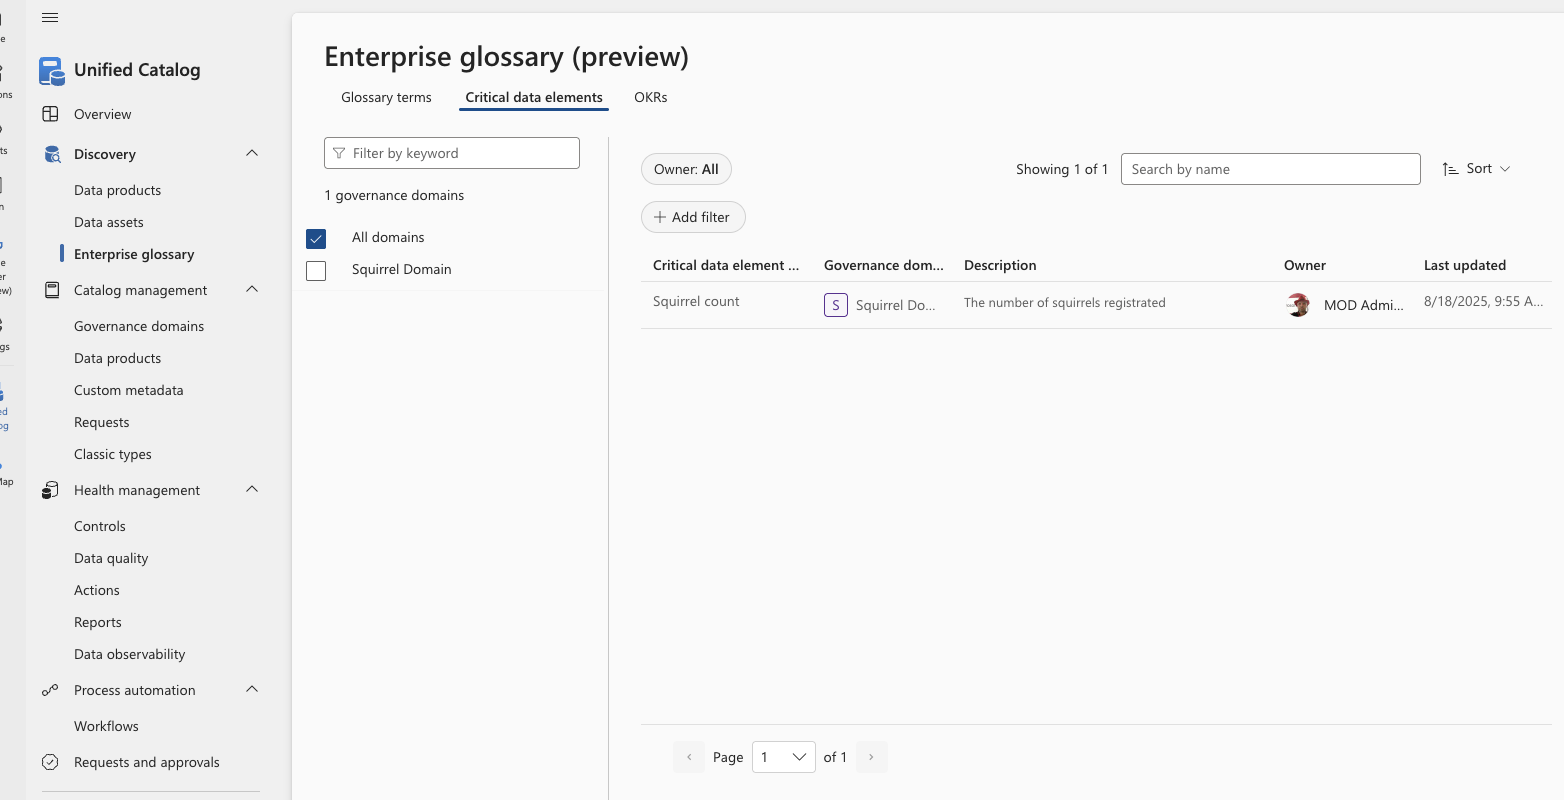 Unified Catalog
Overview
Discovery
Data products
Data assets
Enterprise glossary
Catalog management
Governance domains
Data products
Custom metadata
Requests
Classic types
Health management
Controls
Data quality
Actions
Reports
Data observability
Process automation
Workflows
Requests and approvals
Enterprise glossary (preview)
Glossary terms Critical data elements OKRs
Filter by keyword
1 governance domains
All domains
Squirrel Domain
Owner: All Showing 1 of 1 Search by name Sort
Add filter
Critical data element ... Governance dom... Description Owner Last updated
Squirrel count S Squirrel Do... The number of squirrels registrated MOD Admi... 8/18/2025, 9:55 A...
Page 1 of 1